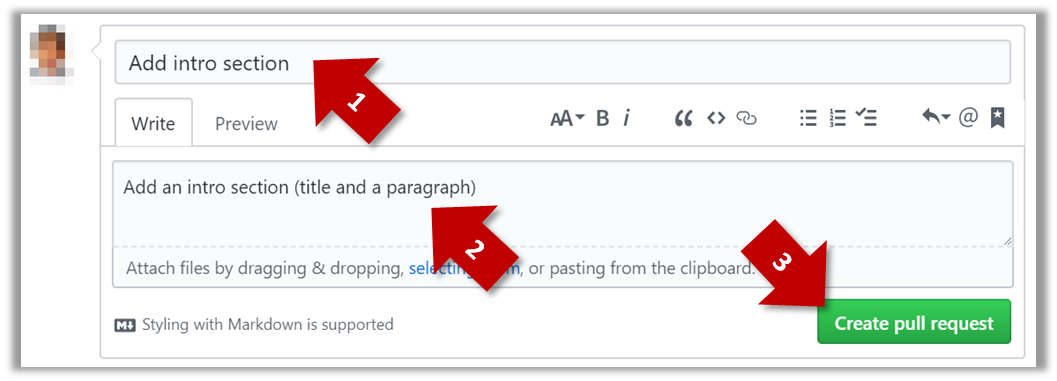 Add intro section
1
Write Preview AA B i
Add an intro section (title and a paragraph)
2
Attach files by dragging & dropping, selecting, or pasting from the clipboard.
3
Styling with Markdown is supported
Create pull request